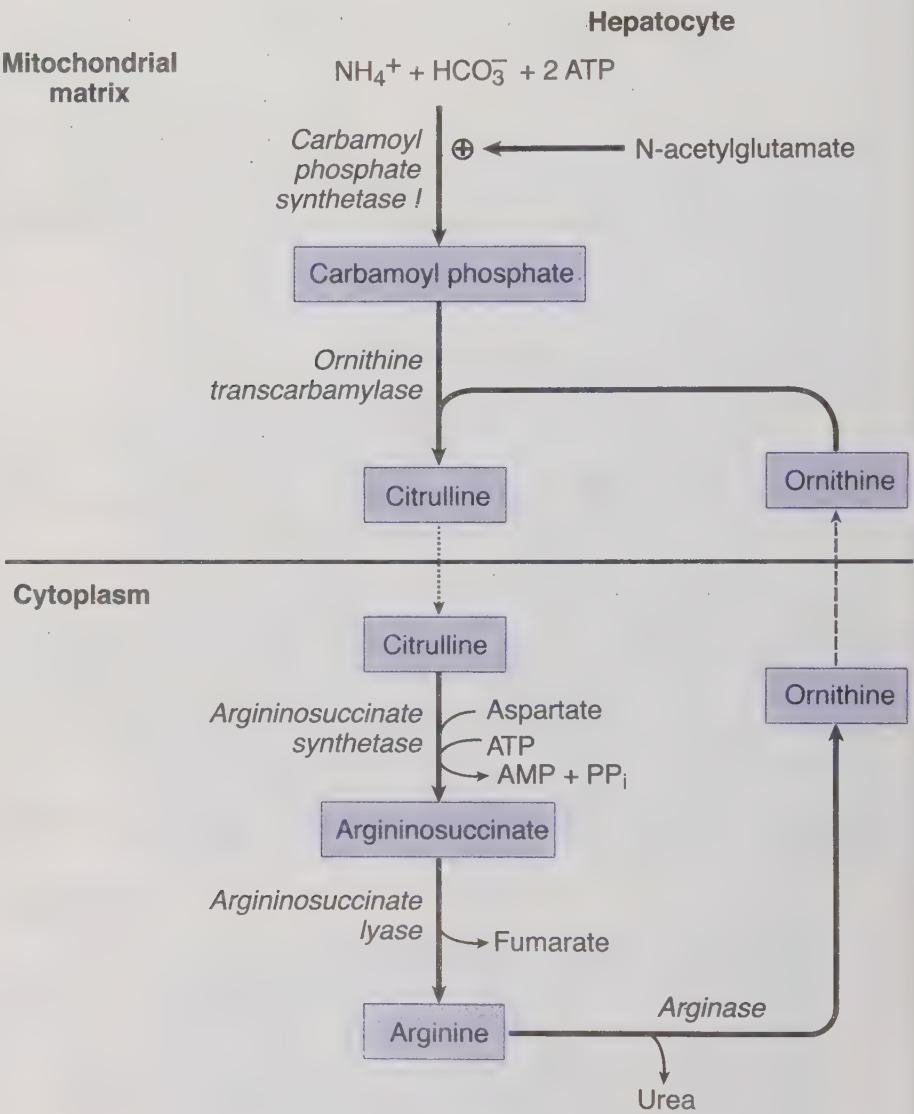 Hepatocyte
Mitochondrial
matrix
NH₄⁺ + HCO₃⁻ + 2 ATP
Carbamoyl
phosphate
synthetase !
⊕
N-acetylglutamate
Carbamoyl phosphate
Ornithine
transcarbamylase
Citrulline
Ornithine
Cytoplasm
Citrulline
Ornithine
Argininosuccinate
synthetase
Aspartate
ATP
AMP + PPᵢ
Argininosuccinate
Argininosuccinate
lyase
Fumarate
Arginine
Arginase
Urea